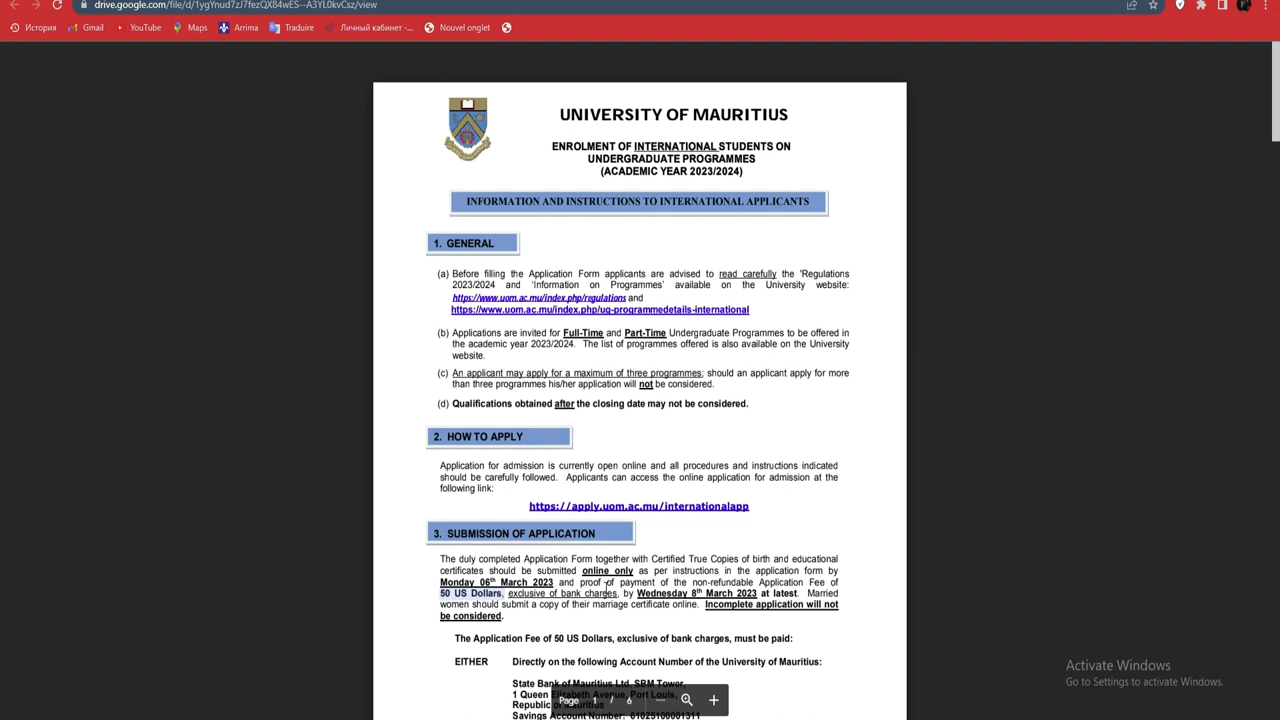 drive.google.com/file/d/1ygYnud7zJ7fezQX84wES--A3YL0kvCsz/view
История Gmail YouTube Maps Arrima Traduire Личный кабинет -... Nouvel onglet
UNIVERSITY OF MAURITIUS
ENROLMENT OF INTERNATIONAL STUDENTS ON
UNDERGRADUATE PROGRAMMES
(ACADEMIC YEAR 2023/2024)
INFORMATION AND INSTRUCTIONS TO INTERNATIONAL APPLICANTS
1. GENERAL
(a) Before filling the Application Form applicants are advised to read carefully the 'Regulations
2023/2024 and 'Information on Programmes' available on the University website:
https://www.uom.ac.mu/index.php/regulations and
https://www.uom.ac.mu/index.php/ug-programmedetails-international
(b) Applications are invited for Full-Time and Part-Time Undergraduate Programmes to be offered in
the academic year 2023/2024. The list of programmes offered is also available on the University
website.
(c) An applicant may apply for a maximum of three programmes; should an applicant apply for more
than three programmes his/her application will not be considered.
(d) Qualifications obtained after the closing date may not be considered.
2. HOW TO APPLY
Application for admission is currently open online and all procedures and instructions indicated
should be carefully followed. Applicants can access the online application for admission at the
following link:
https://apply.uom.ac.mu/internationalapp
3. SUBMISSION OF APPLICATION
The duly completed Application Form together with Certified True Copies of birth and educational
certificates should be submitted online only as per instructions in the application form by
Monday 06th March 2023 and proof of payment of the non-refundable Application Fee of
50 US Dollars, exclusive of bank charges, by Wednesday 8th March 2023 at latest. Married
women should submit a copy of their marriage certificate online. Incomplete application will not
be considered.
The Application Fee of 50 US Dollars, exclusive of bank charges, must be paid:
EITHER Directly on the following Account Number of the University of Mauritius:
State Bank of Mauritius Ltd, SBM Tower,
1 Queen Elizabeth Avenue, Port Louis,
Republic of Mauritius
Savings Account Number: 61025100001311
Page 1 / 6
Activate Windows
Go to Settings to activate Windows.